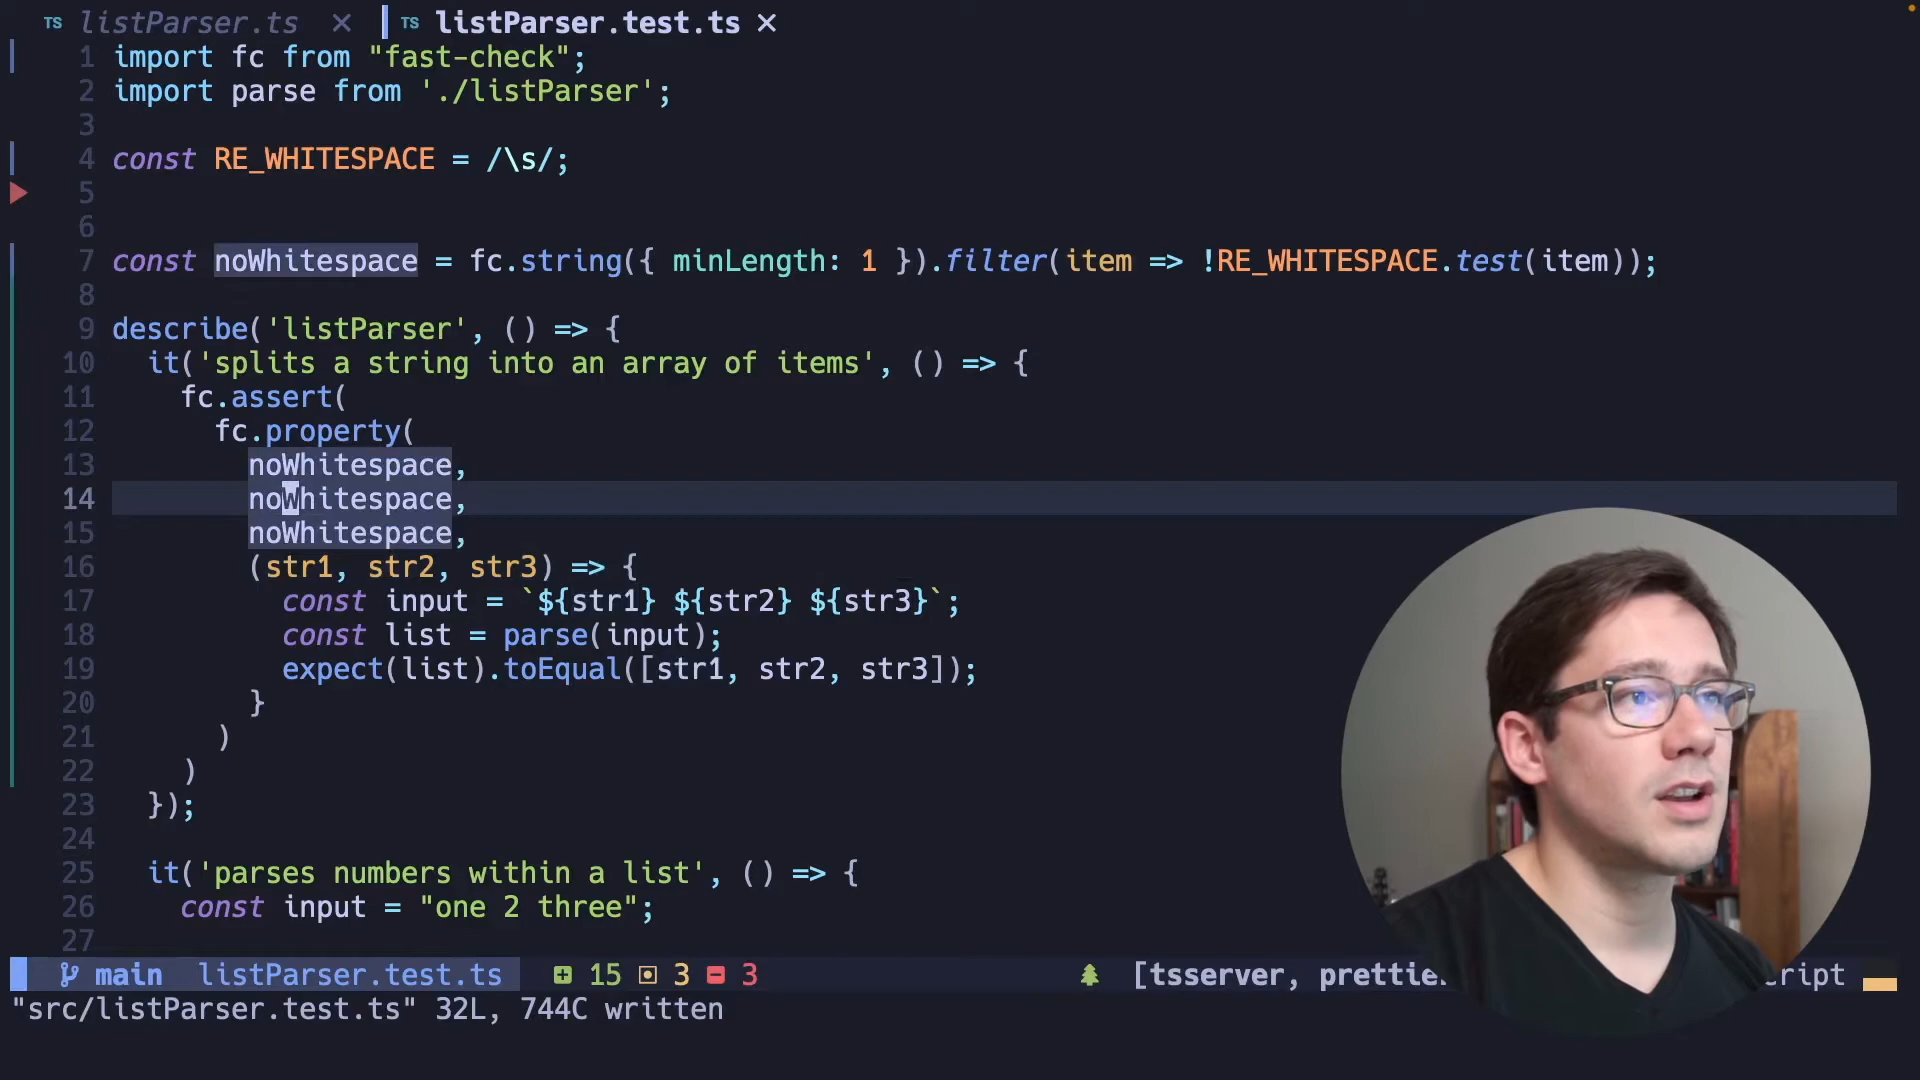 TS listParser.ts × TS listParser.test.ts ×
1 import fc from "fast-check";
2 import parse from './listParser';
3
4 const RE_WHITESPACE = /\s/;
5
6
7 const noWhitespace = fc.string({ minLength: 1 }).filter(item => !RE_WHITESPACE.test(item));
8
9 describe('listParser', () => {
10 it('splits a string into an array of items', () => {
11 fc.assert(
12 fc.property(
13 noWhitespace,
14 noWhitespace,
15 noWhitespace,
16 (str1, str2, str3) => {
17 const input = `${str1} ${str2} ${str3}`;
18 const list = parse(input);
19 expect(list).toEqual([str1, str2, str3]);
20 }
21 )
22 )
23 });
24
25 it('parses numbers within a list', () => {
26 const input = "one 2 three";
27
main listParser.test.ts 15 3 3 [tsserver, prettie cript
"src/listParser.test.ts" 32L, 744C written